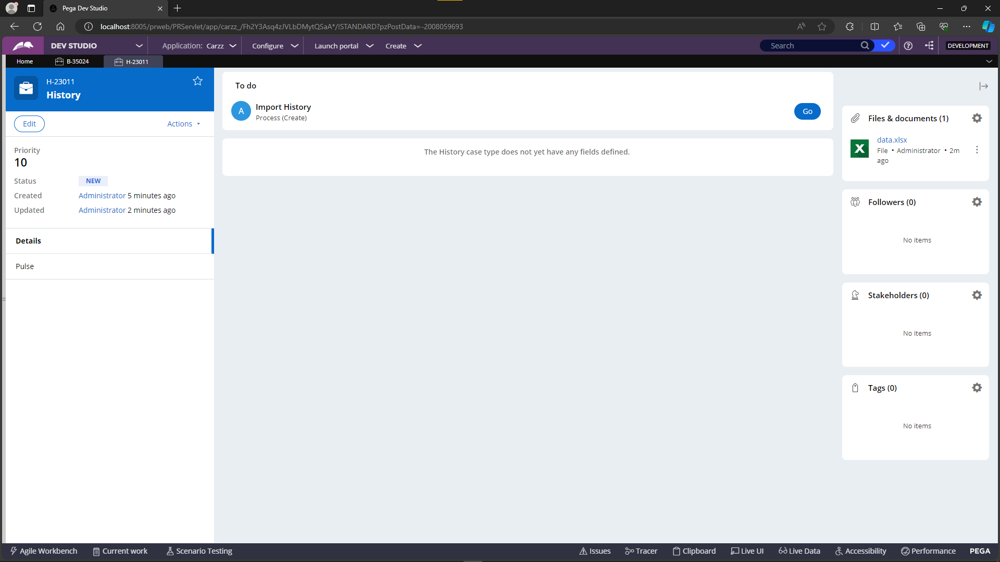 Pega Dev Studio
localhost:8005/prweb/PRServlet/app/carzz_/Fh2Y3Asq4zJVLbDMytQSaA*/!STANDARD?pzPostData=-2008059693
DEV STUDIO
Application: Carzz
Configure
Launch portal
Create
Search
DEVELOPMENT
Home
B-35024
H-23011
H-23011
History
Edit
Actions
Priority
10
Status NEW
Created Administrator 5 minutes ago
Updated Administrator 2 minutes ago
Details
Pulse
To do
A
Import History
Process (Create)
Go
The History case type does not yet have any fields defined.
Files & documents (1)
data.xlsx
File • Administrator • 2m
ago
Followers (0)
No items
Stakeholders (0)
No items
Tags (0)
No items
Agile Workbench
Current work
Scenario Testing
Issues
Tracer
Clipboard
Live UI
Live Data
Accessibility
Performance
PEGA